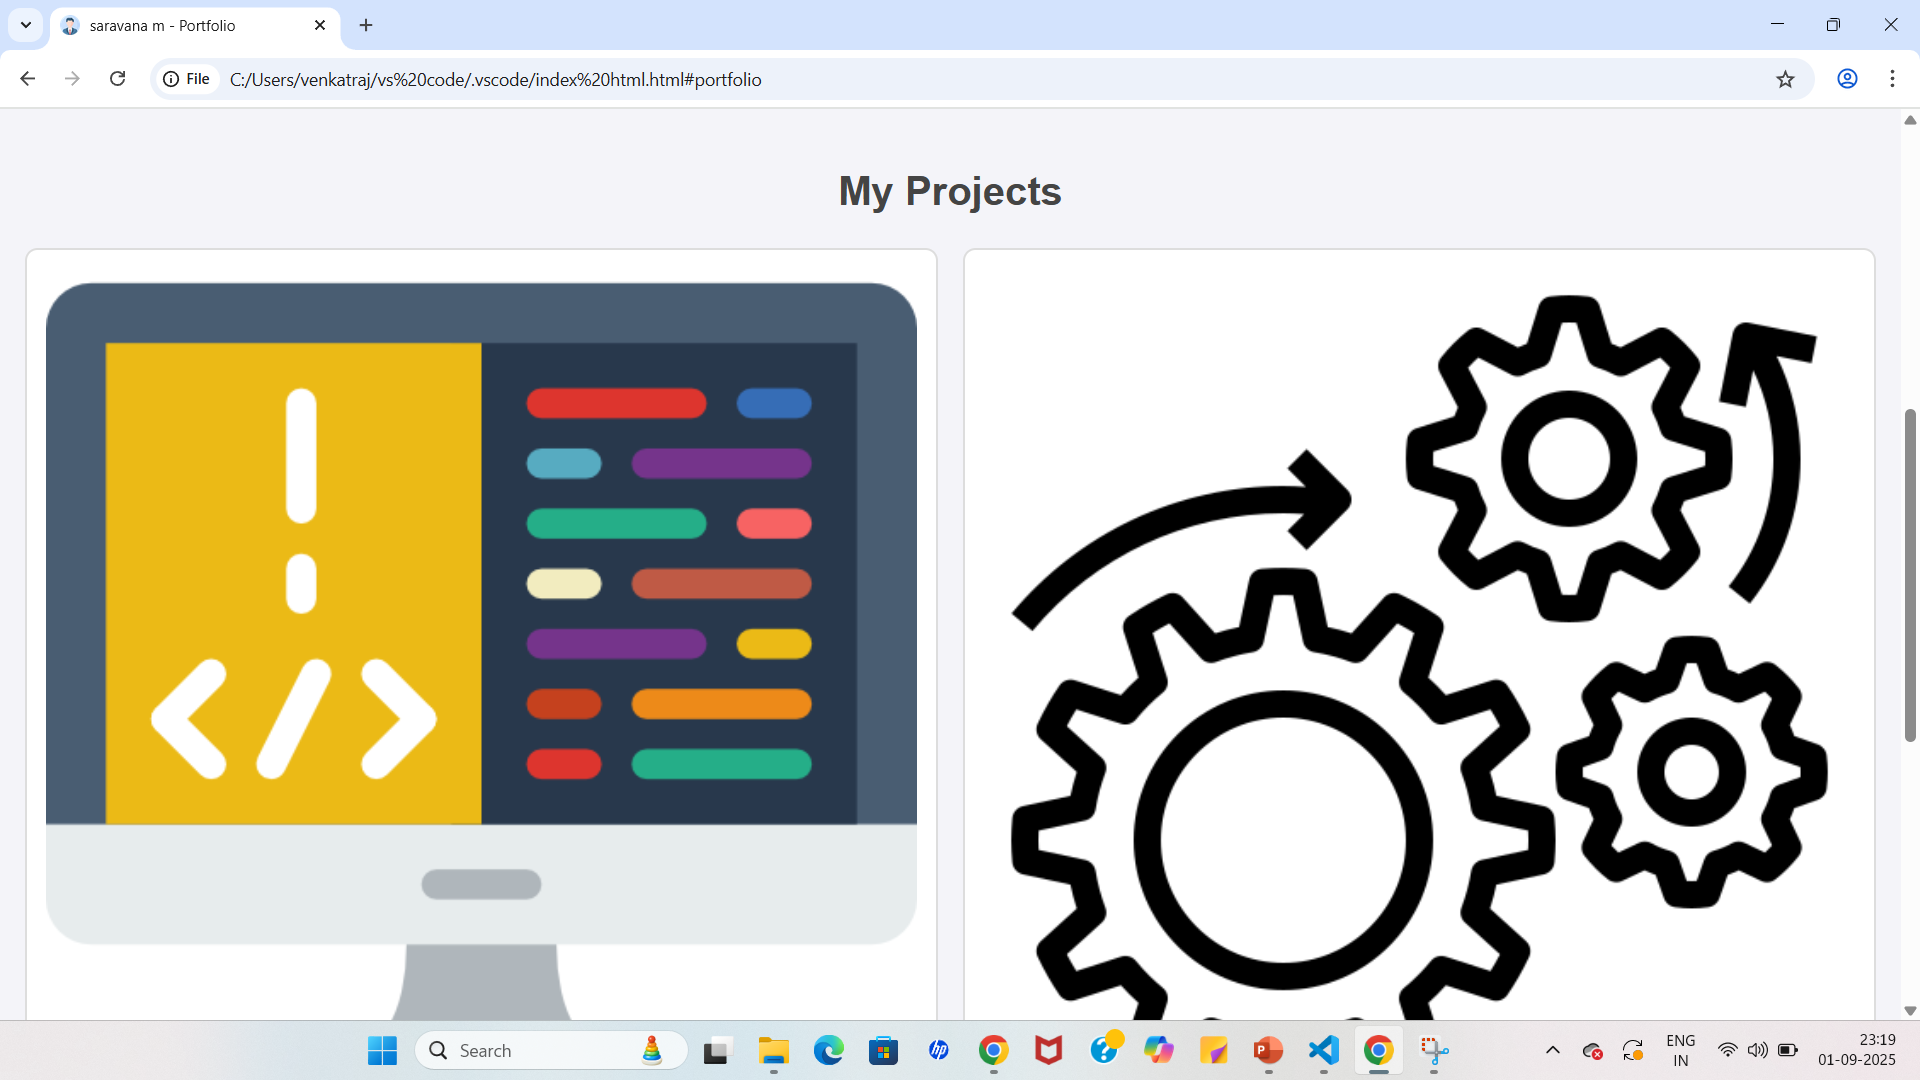 saravana m - Portfolio
File
C:/Users/venkatraj/vs%20code/.vscode/index%20html.html#portfolio
My Projects
Search
ENG
IN
23:19
01-09-2025